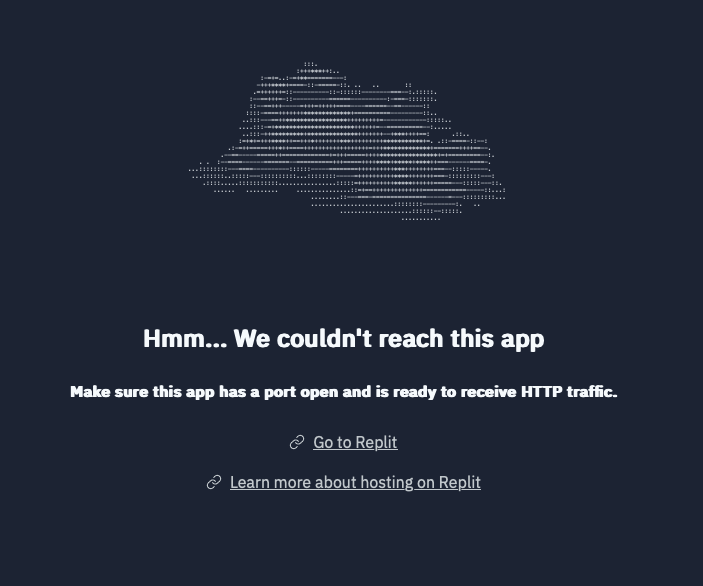 Hmm... We couldn't reach this app
Make sure this app has a port open and is ready to receive HTTP traffic.
Go to Replit
Learn more about hosting on Replit